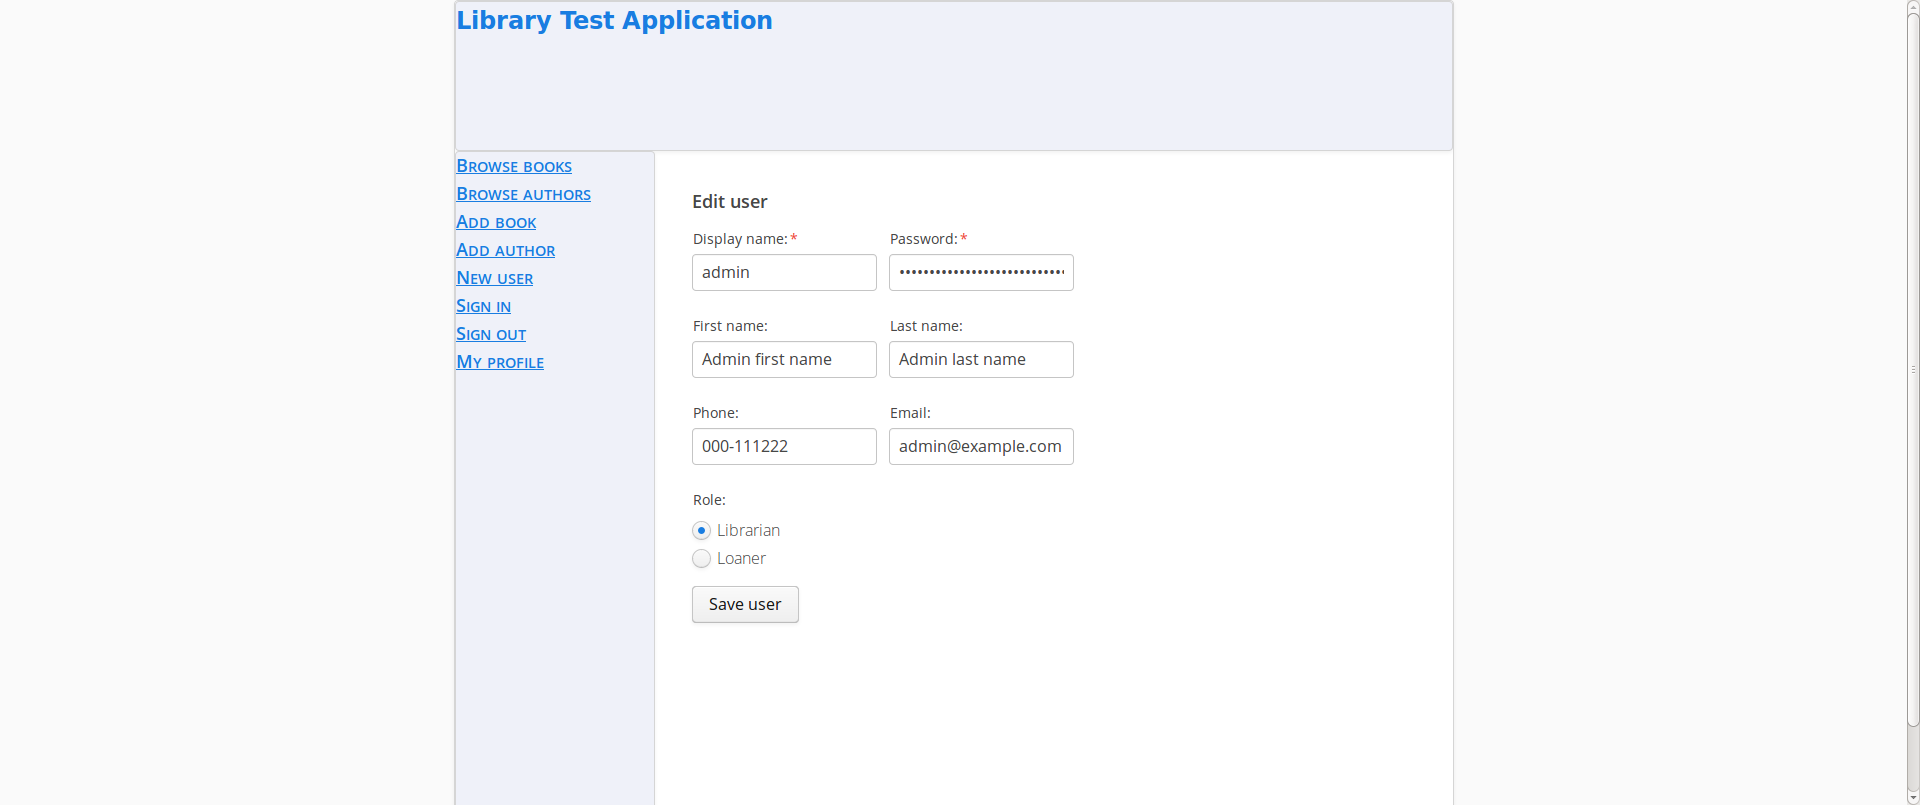 Library Test Application
Browse books
Browse authors
Add book
Add author
New user
Sign in
Sign out
My profile
Edit user
Display name:* Password:*
admin ••••••••••••••••••••••••••••
First name: Last name:
Admin first name Admin last name
Phone: Email:
000-111222 admin@example.com
Role:
Librarian
Loaner
Save user